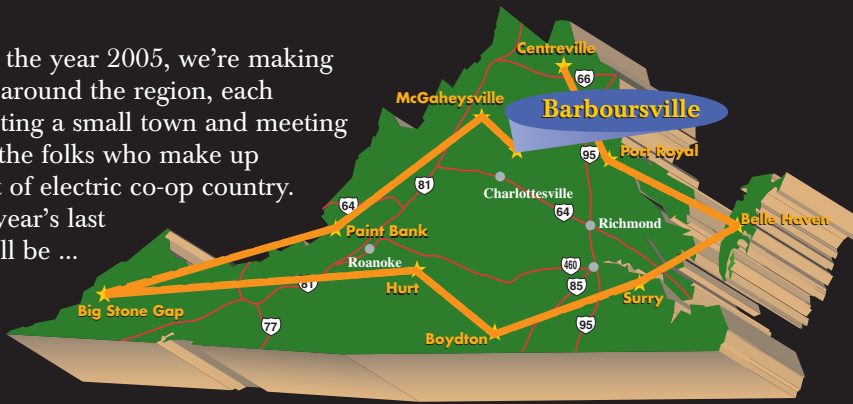 the year 2005, we’re making
around the region, each
ting a small town and meeting
the folks who make up
t of electric co-op country.
year’s last
ll be ...
Centreville
66
McGaheysville
Barboursville
95
Port Royal
81
Charlottesville
64
64
Richmond
Belle Haven
Paint Bank
Roanoke
460
81
Hurt
85
Surry
Big Stone Gap
77
Boydton
95